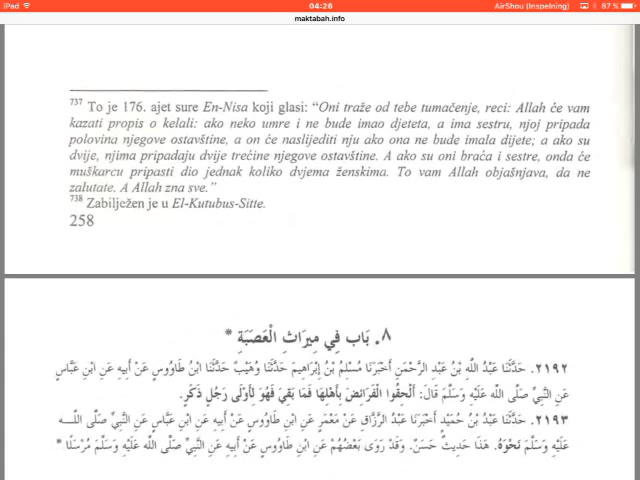 iPad 04:26 AirShou (Inspelning) 87 %
maktabah.info
737 To je 176. ajet sure En-Nisa koji glasi: "Oni traže od tebe tumačenje, reci: Allah će vam
kazati propis o kelali: ako neko umre i ne bude imao djeteta, a ima sestru, njoj pripada
polovina njegove ostavštine, a on će naslijediti nju ako ona ne bude imala dijete; a ako su
dvije, njima pripadaju dvije trećine njegove ostavštine. A ako su oni braća i sestre, onda će
muškarcu pripasti dio jednak koliko dvjema ženskima. To vam Allah objašnjava, da ne
zalutate. A Allah zna sve."
738 Zabilježen je u El-Kutubus-Sitte.
258
٨. بَاب فِي مِيرَاثِ الْعَصَبَةِ *
٢١٩٢. حَدَّثَنَا عَبْدُ اللَّهِ بْنُ عَبْدِ الرَّحْمَنِ أَخْبَرَنَا مُسْلِمُ بْنُ إِبْرَاهِيمَ حَدَّثَنَا وُهَيْبٌ حَدَّثَنَا ابْنُ طَاوُوسٍ عَنْ أَبِيهِ عَنِ ابْنِ عَبَّاسٍ
عَنِ النَّبِيِّ صَلَّى اللَّه عَلَيْهِ وَسَلَّمَ قَالَ: أَلْحِقُوا الْفَرَائِضَ بِأَهْلِهَا فَمَا بَقِيَ فَهُوَ لِأَوْلَى رَجُلٍ ذَكَرٍ.
٢١٩٣. حَدَّثَنَا عَبْدُ بْنُ حُمَيْدٍ أَخْبَرَنَا عَبْدُ الرَّزَّاقِ عَنْ مَعْمَرٍ عَنِ ابْنِ طَاوُوسٍ عَنْ أَبِيهِ عَنِ ابْنِ عَبَّاسٍ عَنِ النَّبِيِّ صَلَّى اللَّه
عَلَيْهِ وَسَلَّمَ نَحْوَهُ. هَذَا حَدِيثٌ حَسَنٌ. وَقَدْ رَوَى بَعْضُهُمْ عَنِ ابْنِ طَاوُوسٍ عَنْ أَبِيهِ عَنِ النَّبِيِّ صَلَّى اللَّه عَلَيْهِ وَسَلَّمَ مُرْسَلًا *